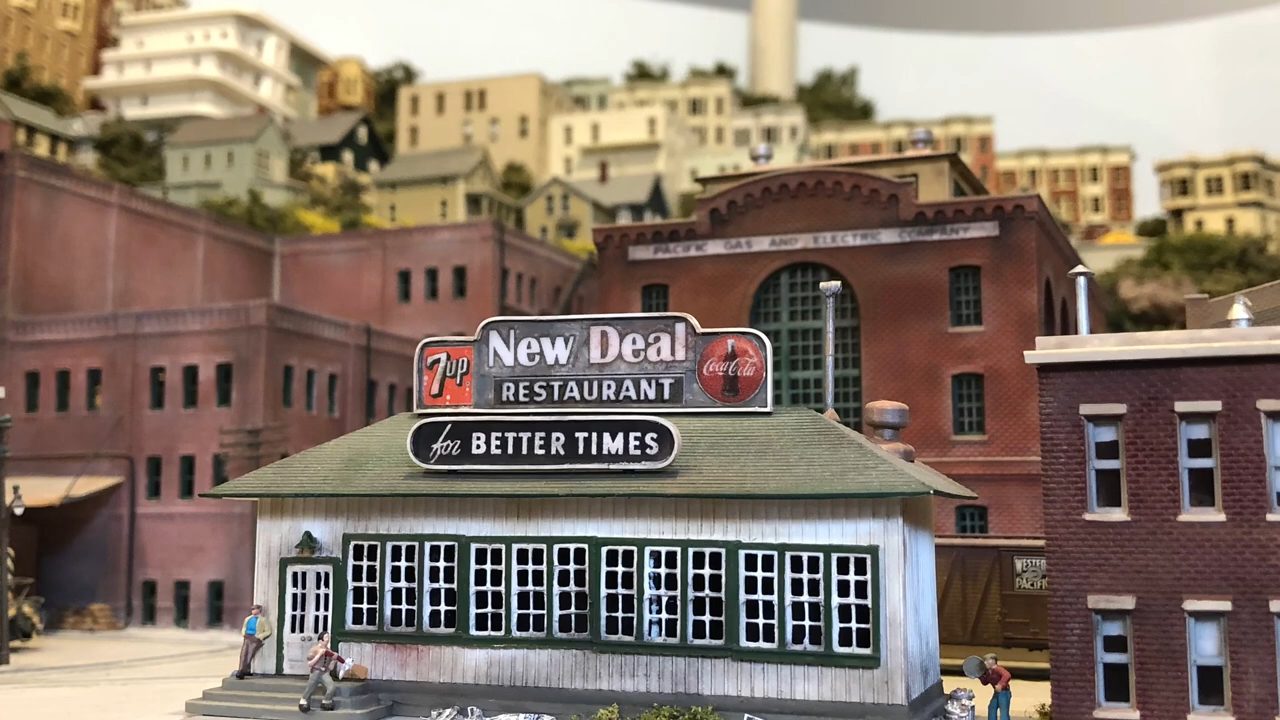 PACIFIC GAS AND ELECTRIC COMPANY
7up
New Deal
RESTAURANT
Coca-Cola
for BETTER TIMES
WESTERN
PACIFIC